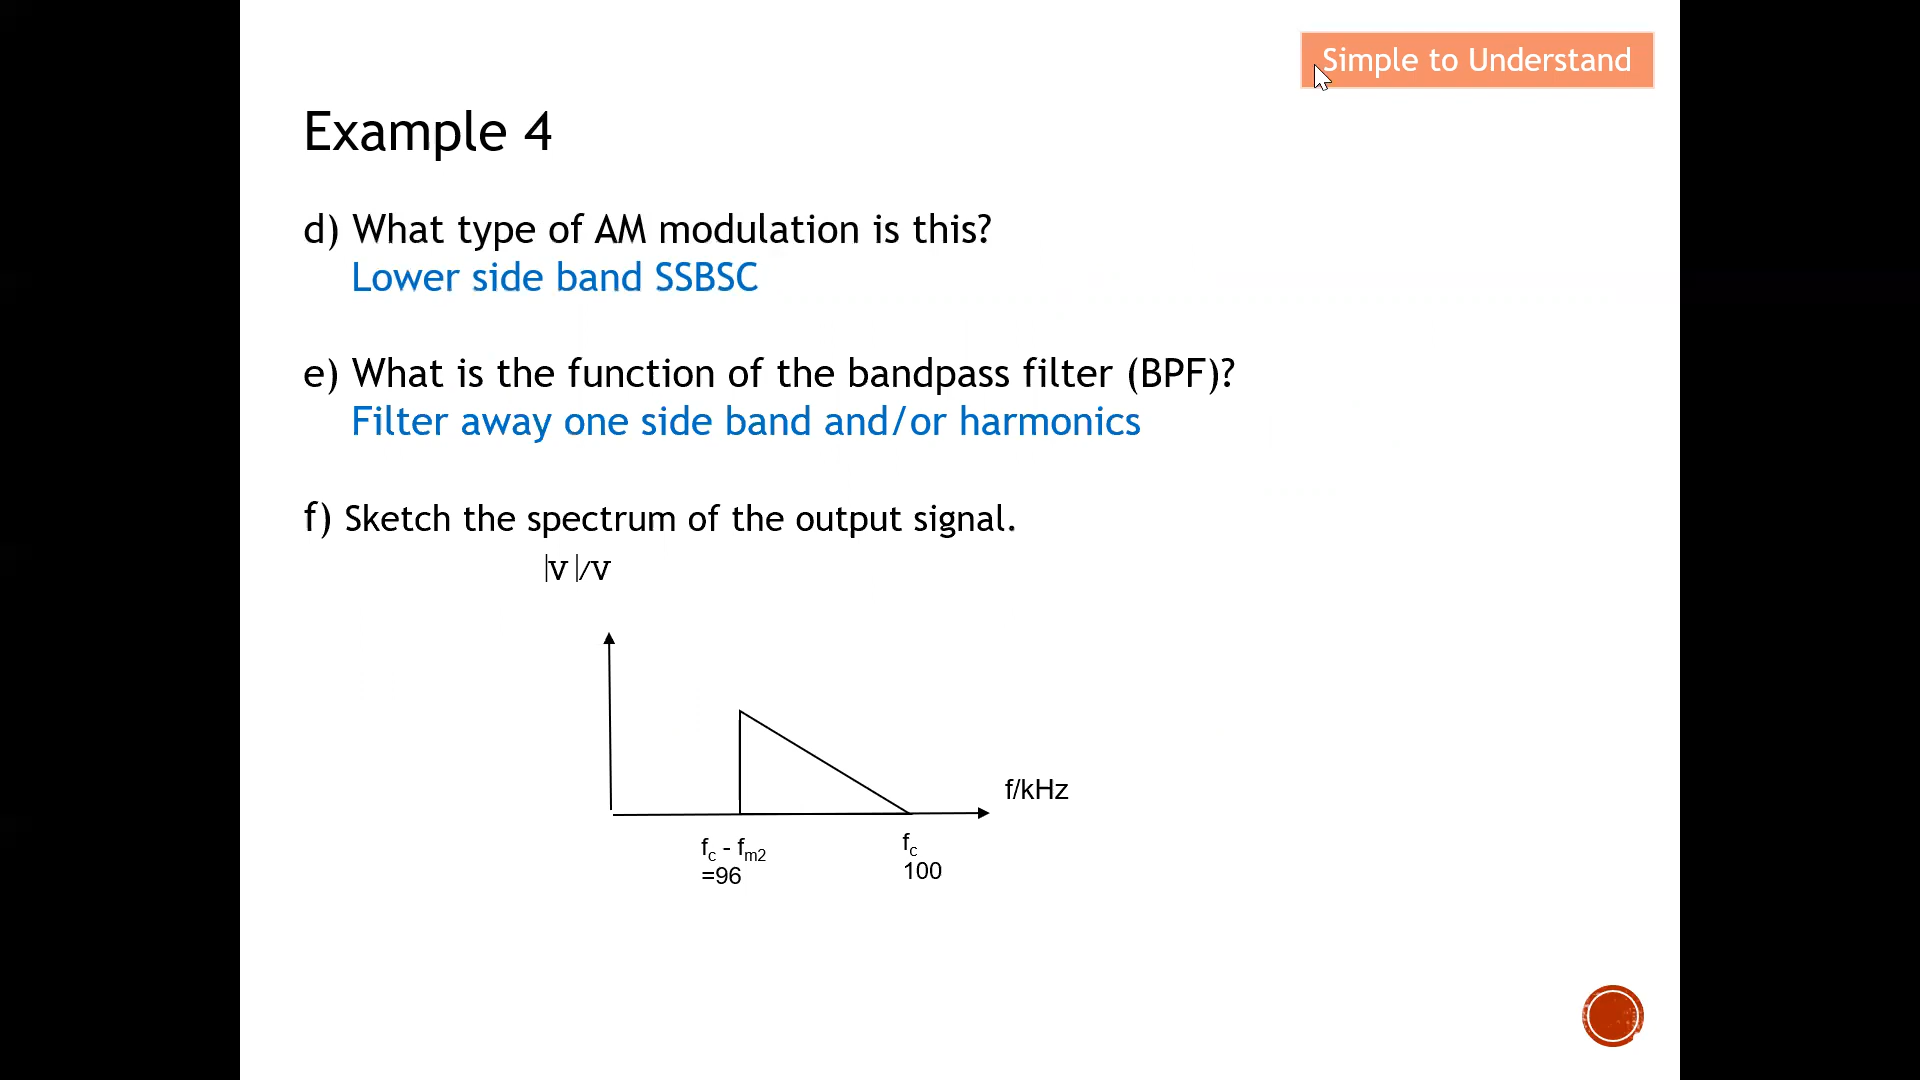 Simple to Understand
Example 4
d) What type of AM modulation is this?
Lower side band SSBSC
e) What is the function of the bandpass filter (BPF)?
Filter away one side band and/or harmonics
f) Sketch the spectrum of the output signal.
|V |/V
f/kHz
fc - fm2
=96
fc
100